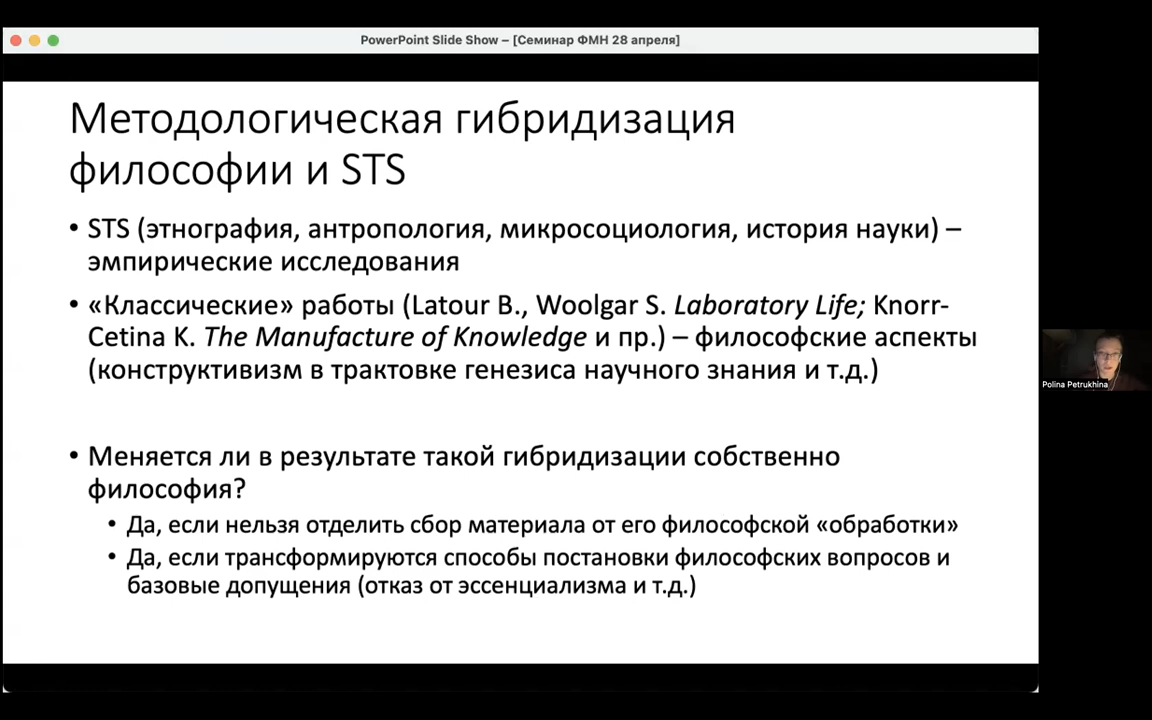 PowerPoint Slide Show – [Семинар ФМН 28 апреля]
Методологическая гибридизация
философии и STS
• STS (этнография, антропология, микросоциология, история науки) –
эмпирические исследования
• «Классические» работы (Latour B., Woolgar S. Laboratory Life; Knorr-
Cetina K. The Manufacture of Knowledge и пр.) – философские аспекты
(конструктивизм в трактовке генезиса научного знания и т.д.)
• Меняется ли в результате такой гибридизации собственно
философия?
• Да, если нельзя отделить сбор материала от его философской «обработки»
• Да, если трансформируются способы постановки философских вопросов и
базовые допущения (отказ от эссенциализма и т.д.)
Polina Petrukhina